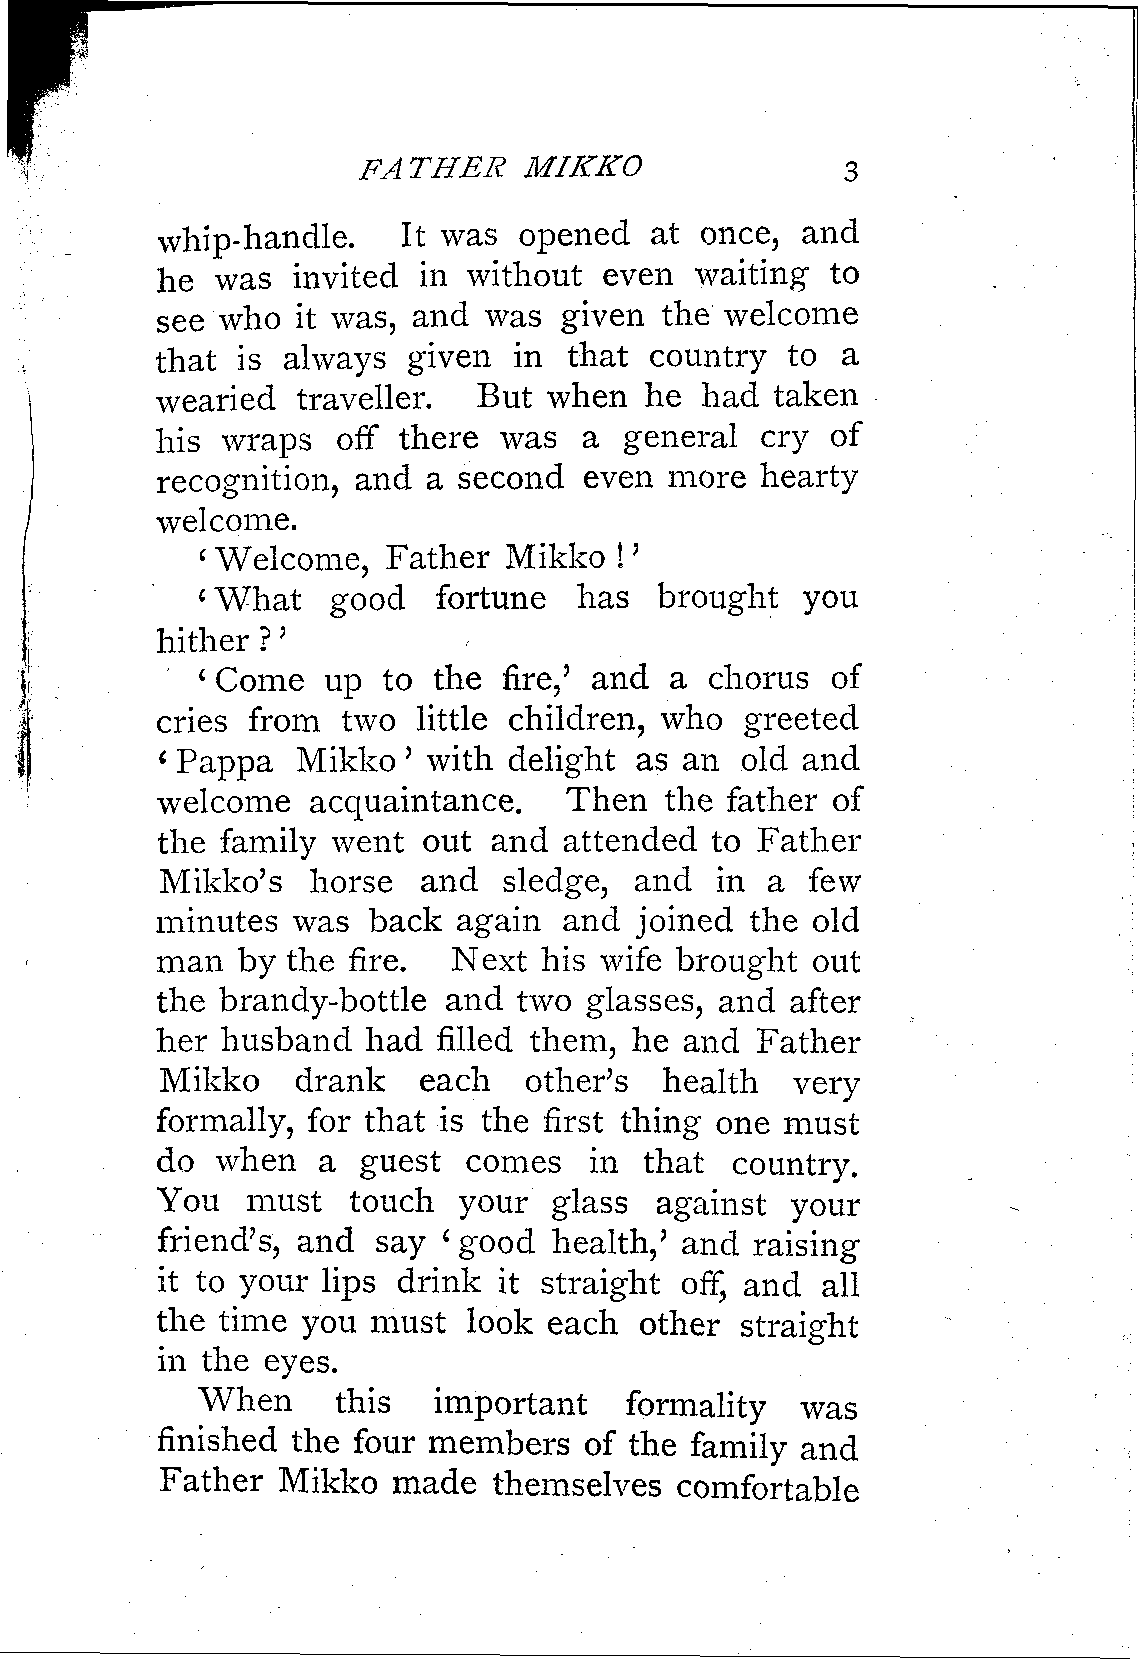 FATHER MIKKO 3
whip-handle. It was opened at once, and
he was invited in without even waiting to
see who it was, and was given the welcome
that is always given in that country to a
wearied traveller. But when he had taken
his wraps off there was a general cry of
recognition, and a second even more hearty
welcome.
‘Welcome, Father Mikko!’
‘What good fortune has brought you
hither?’
‘Come up to the fire,’ and a chorus of
cries from two little children, who greeted
‘Pappa Mikko’ with delight as an old and
welcome acquaintance. Then the father of
the family went out and attended to Father
Mikko’s horse and sledge, and in a few
minutes was back again and joined the old
man by the fire. Next his wife brought out
the brandy-bottle and two glasses, and after
her husband had filled them, he and Father
Mikko drank each other’s health very
formally, for that is the first thing one must
do when a guest comes in that country.
You must touch your glass against your
friend’s, and say ‘good health,’ and raising
it to your lips drink it straight off, and all
the time you must look each other straight
in the eyes.
When this important formality was
finished the four members of the family and
Father Mikko made themselves comfortable